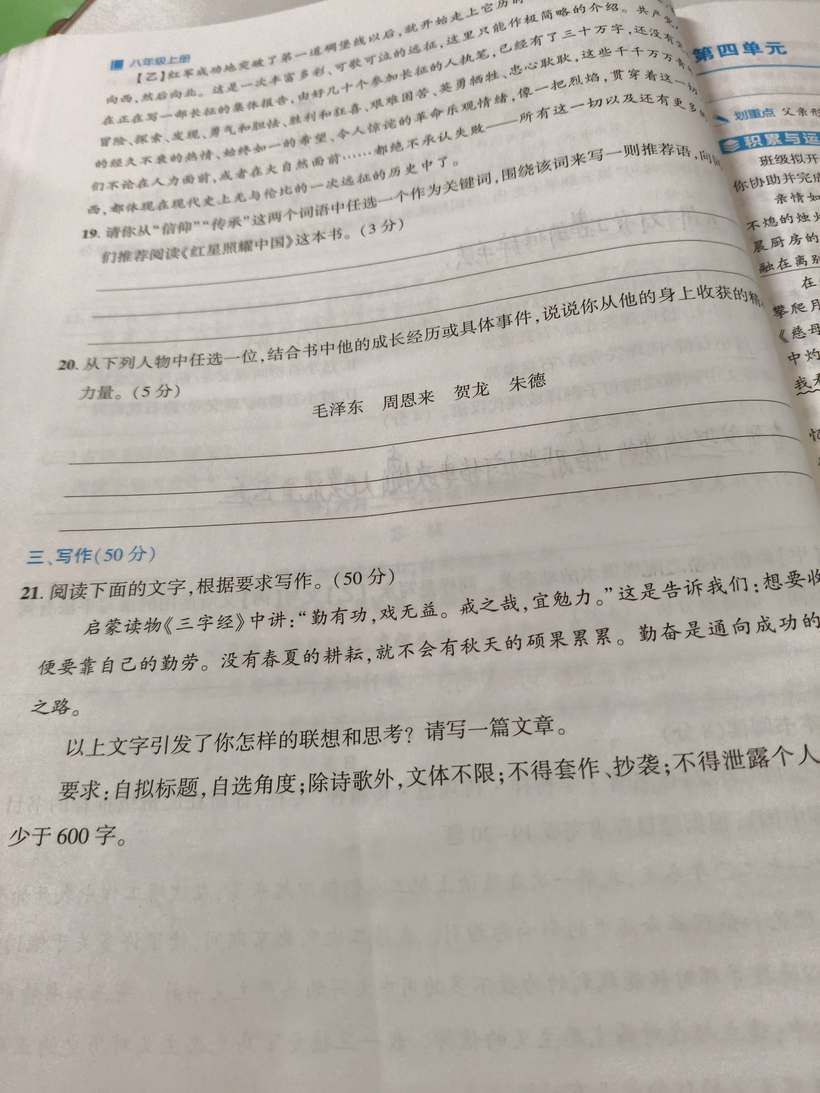 八年级上册
【乙】红军成功地突破了第一道碉堡线以后，就开始走上它历时
向西，然后向北。这是一次丰富多彩、可歌可泣的远征，这里只能作极简略的介绍。共产党
在正在写一部长征的集体报告，由好几十个参加长征的人执笔，已经有了三十万字，还没有完
冒险、探索、发现、勇气和胆怯、胜利和狂喜、艰难困苦、英勇牺牲、忠心耿耿，这些千千万万青
的经久不衰的热情、始终如一的希望、令人惊诧的革命乐观情绪，像一把烈焰，贯穿着这一切
们不论在人力面前，或者在大自然面前……都绝不承认失败——所有这一切以及还有更多
西，都体现在现代史上无与伦比的一次远征的历史中了。
19. 请你从“信仰”“传承”这两个词语中任选一个作为关键词，围绕该词来写一则推荐语，向
们推荐阅读《红星照耀中国》这本书。（3 分）
20. 从下列人物中任选一位，结合书中他的成长经历或具体事件，说说你从他的身上收获的精
力量。（5 分）
毛泽东 周恩来 贺龙 朱德
三、写作（50 分）
21. 阅读下面的文字，根据要求写作。（50 分）
启蒙读物《三字经》中讲：“勤有功，戏无益。戒之哉，宜勉力。”这是告诉我们：想要收
便要靠自己的勤劳。没有春夏的耕耘，就不会有秋天的硕果累累。勤奋是通向成功的
之路。
以上文字引发了你怎样的联想和思考？请写一篇文章。
要求：自拟标题，自选角度；除诗歌外，文体不限；不得套作、抄袭；不得泄露个人
少于 600 字。
第四单元
划重点 父亲形
积累与运
班级拟开
你协助并完成
亲情如
不熄的烛火
晨厨房的
融在离别
在
攀爬月
《慈母
中灼
我看